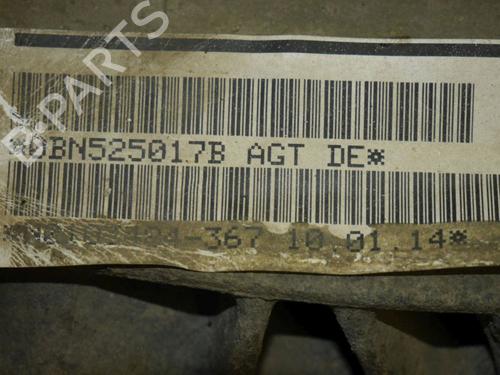 B-PARTS
*0BN525017B AGT DE*
-367 10.01.14*